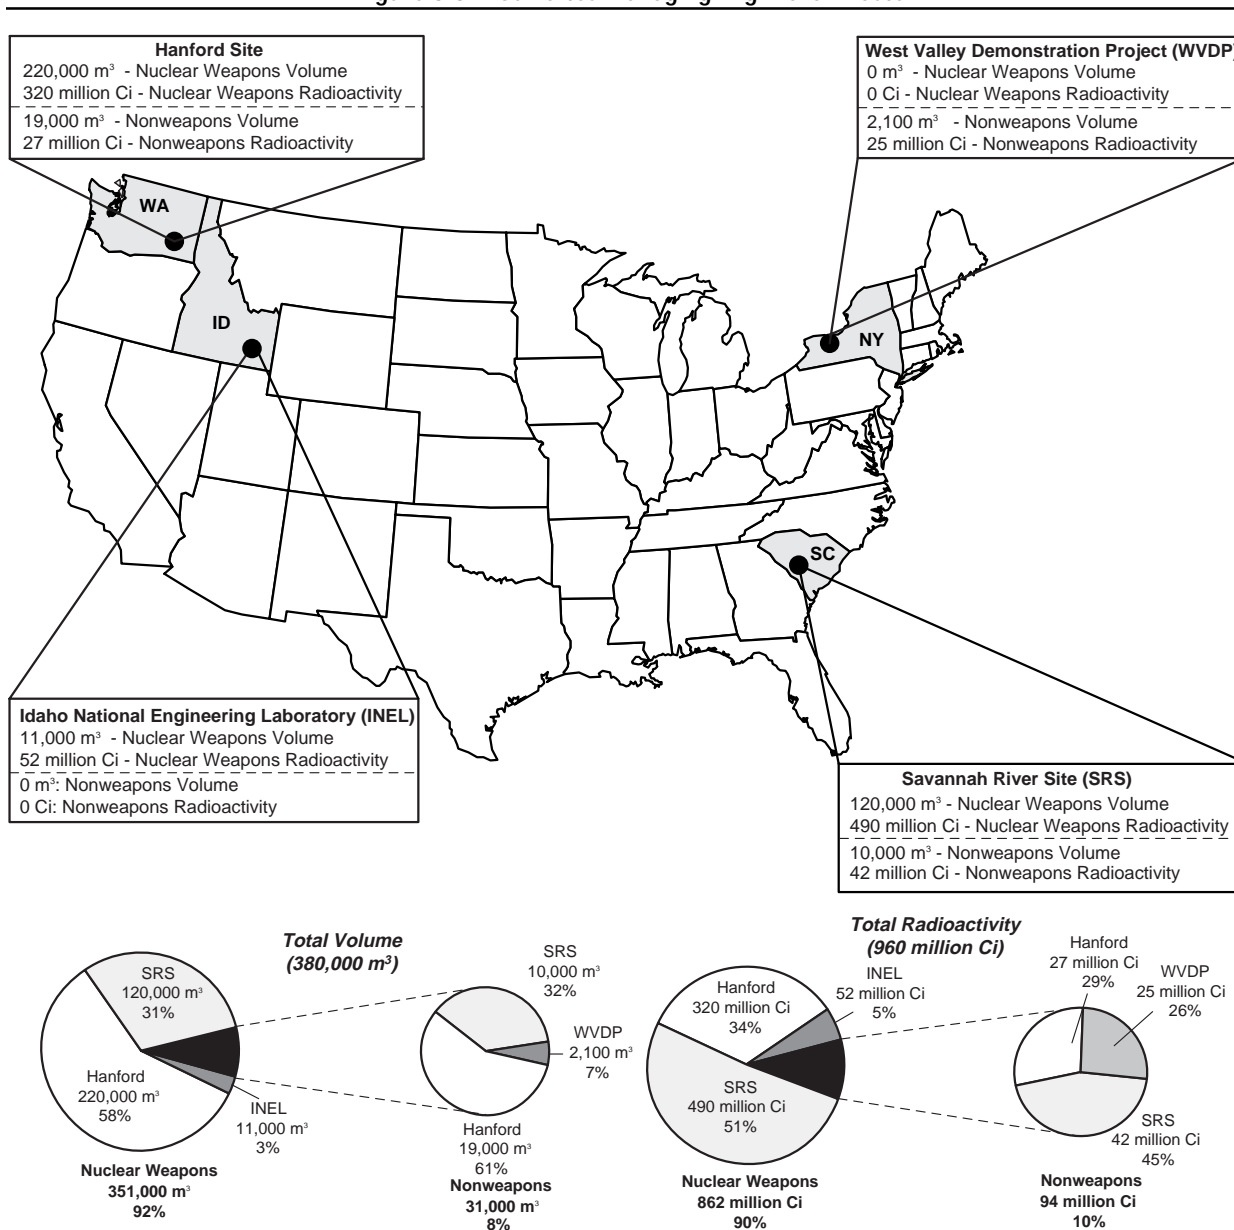 Hanford Site
220,000 m³ - Nuclear Weapons Volume
320 million Ci - Nuclear Weapons Radioactivity
19,000 m³ - Nonweapons Volume
27 million Ci - Nonweapons Radioactivity
West Valley Demonstration Project (WVDP)
0 m³ - Nuclear Weapons Volume
0 Ci - Nuclear Weapons Radioactivity
2,100 m³ - Nonweapons Volume
25 million Ci - Nonweapons Radioactivity
WA
ID
NY
SC
Idaho National Engineering Laboratory (INEL)
11,000 m³ - Nuclear Weapons Volume
52 million Ci - Nuclear Weapons Radioactivity
0 m³: Nonweapons Volume
0 Ci: Nonweapons Radioactivity
Savannah River Site (SRS)
120,000 m³ - Nuclear Weapons Volume
490 million Ci - Nuclear Weapons Radioactivity
10,000 m³ - Nonweapons Volume
42 million Ci - Nonweapons Radioactivity
Total Volume
(380,000 m³)
SRS
120,000 m³
31%
Hanford
220,000 m³
58%
INEL
11,000 m³
3%
Nuclear Weapons
351,000 m³
92%
SRS
10,000 m³
32%
WVDP
2,100 m³
7%
Hanford
19,000 m³
61%
Nonweapons
31,000 m³
8%
Total Radioactivity
(960 million Ci)
Hanford
320 million Ci
34%
INEL
52 million Ci
5%
SRS
490 million Ci
51%
Nuclear Weapons
862 million Ci
90%
Hanford
27 million Ci
29%
WVDP
25 million Ci
26%
SRS
42 million Ci
45%
Nonweapons
94 million Ci
10%